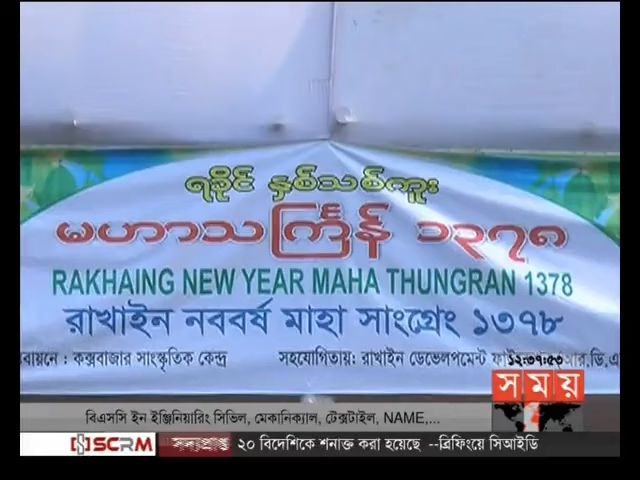 ရခိုင် နှစ်သစ်ကူး
မဟာသင်္ကြန် ၁၃၇၈
RAKHAING NEW YEAR MAHA THUNGRAN 1378
রাখাইন নববর্ষ মাহা সাংগ্রেং ১৩৭৮
বায়নে : কক্সবাজার সাংস্কৃতিক কেন্দ্র সহযোগিতায়: রাখাইন ডেভেলপমেন্ট
১২:৩৭:৫৩
সময়
বিএসসি ইন ইঞ্জিনিয়ারিং সিভিল, মেকানিক্যাল, টেক্সটাইল, NAME,...
SCRM সদ্যপ্রাপ্ত ২০ বিদেশিকে শনাক্ত করা হয়েছে --ব্রিফিংয়ে সিআইডি